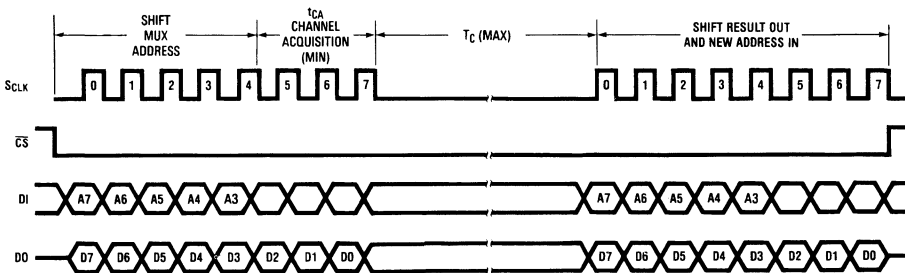 SHIFT
MUX
ADDRESS
tCA
CHANNEL
ACQUISITION
(MIN)
TC (MAX)
SHIFT RESULT OUT
AND NEW ADDRESS IN
SCLK 0 1 2 3 4 5 6 7 0 1 2 3 4 5 6 7
CS
DI A7 A6 A5 A4 A3 A7 A6 A5 A4 A3
DO D7 D6 D5 D4 D3 D2 D1 D0 D7 D6 D5 D4 D3 D2 D1 D0